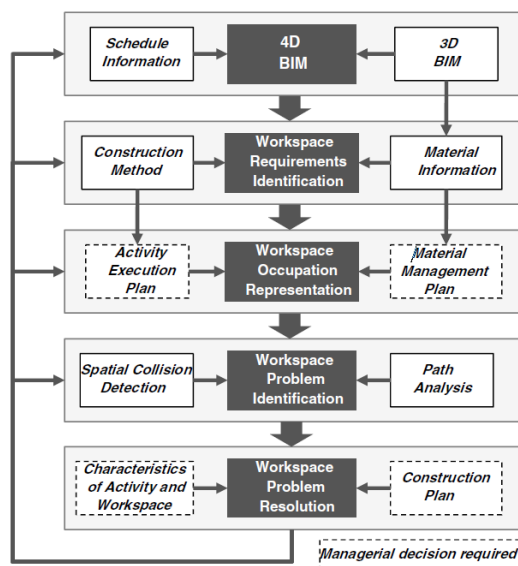 Schedule
Information
4D
BIM
3D
BIM
Construction
Method
Workspace
Requirements
Identification
Material
Information
Activity
Execution
Plan
Workspace
Occupation
Representation
Material
Management
Plan
Spatial Collision
Detection
Workspace
Problem
Identification
Path
Analysis
Characteristics
of Activity and
Workspace
Workspace
Problem
Resolution
Construction
Plan
Managerial decision required